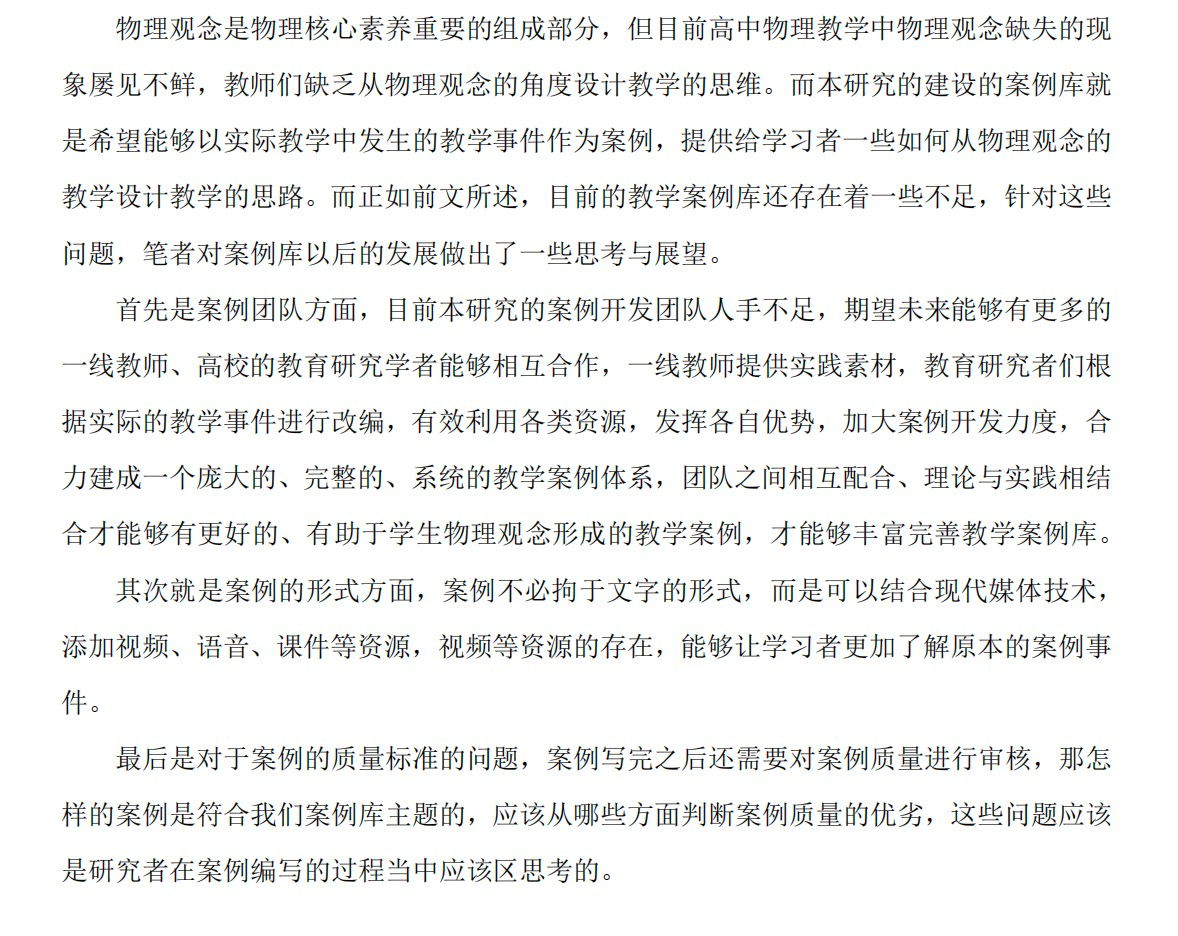 物理观念是物理核心素养重要的组成部分，但目前高中物理教学中物理观念缺失的现
象屡见不鲜，教师们缺乏从物理观念的角度设计教学的思维。而本研究的建设的案例库就
是希望能够以实际教学中发生的教学事件作为案例，提供给学习者一些如何从物理观念的
教学设计教学的思路。而正如前文所述，目前的教学案例库还存在着一些不足，针对这些
问题，笔者对案例库以后的发展做出了一些思考与展望。
首先是案例团队方面，目前本研究的案例开发团队人手不足，期望未来能够有更多的
一线教师、高校的教育研究学者能够相互合作，一线教师提供实践素材，教育研究者们根
据实际的教学事件进行改编，有效利用各类资源，发挥各自优势，加大案例开发力度，合
力建成一个庞大的、完整的、系统的教学案例体系，团队之间相互配合、理论与实践相结
合才能够有更好的、有助于学生物理观念形成的教学案例，才能够丰富完善教学案例库。
其次就是案例的形式方面，案例不必拘于文字的形式，而是可以结合现代媒体技术，
添加视频、语音、课件等资源，视频等资源的存在，能够让学习者更加了解原本的案例事
件。
最后是对于案例的质量标准的问题，案例写完之后还需要对案例质量进行审核，那怎
样的案例是符合我们案例库主题的，应该从哪些方面判断案例质量的优劣，这些问题应该
是研究者在案例编写的过程当中应该区思考的。